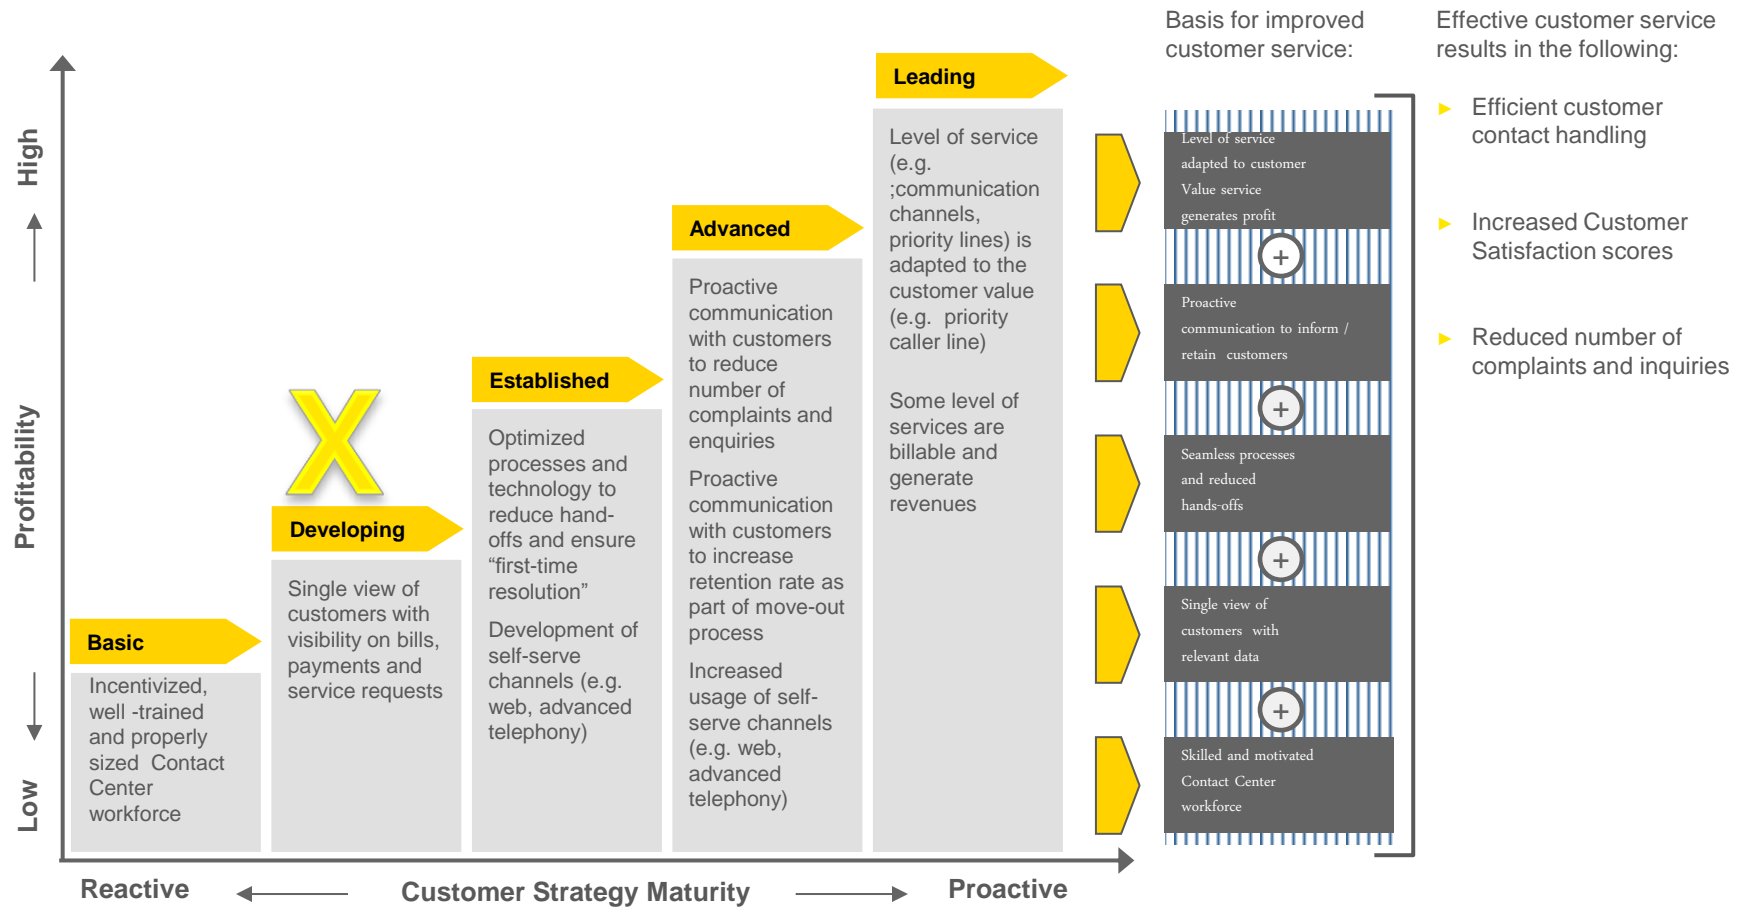 Basis for improved
customer service:
Effective customer service
results in the following:
Leading
Level of service
(e.g.
;communication
channels,
priority lines) is
adapted to the
customer value
(e.g. priority
caller line)
Some level of
services are
billable and
generate
revenues
Advanced
Proactive
communication
with customers
to reduce
number of
complaints and
enquiries
Proactive
communication
with customers
to increase
retention rate as
part of move-out
process
Increased
usage of self-
serve channels
(e.g. web,
advanced
telephony)
Established
Optimized
processes and
technology to
reduce hand-
offs and ensure
“first-time
resolution”
Development of
self-serve
channels (e.g.
web, advanced
telephony)
X
Developing
Single view of
customers with
visibility on bills,
payments and
service requests
Basic
Incentivized,
well -trained
and properly
sized Contact
Center
workforce
High
Profitability
Low
Reactive
Customer Strategy Maturity
Proactive
Level of service
adapted to customer
Value service
generates profit
+
Proactive
communication to inform /
retain customers
+
Seamless processes
and reduced
hands-offs
+
Single view of
customers with
relevant data
+
Skilled and motivated
Contact Center
workforce
Efficient customer
contact handling
Increased Customer
Satisfaction scores
Reduced number of
complaints and inquiries